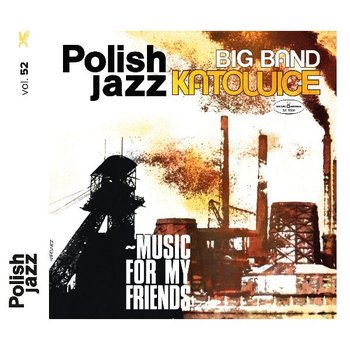 vol. 52
Polish
jazz
Polish
jazz
BIG BAND
KATOWICE
~MUSIC
FOR MY
FRIENDS